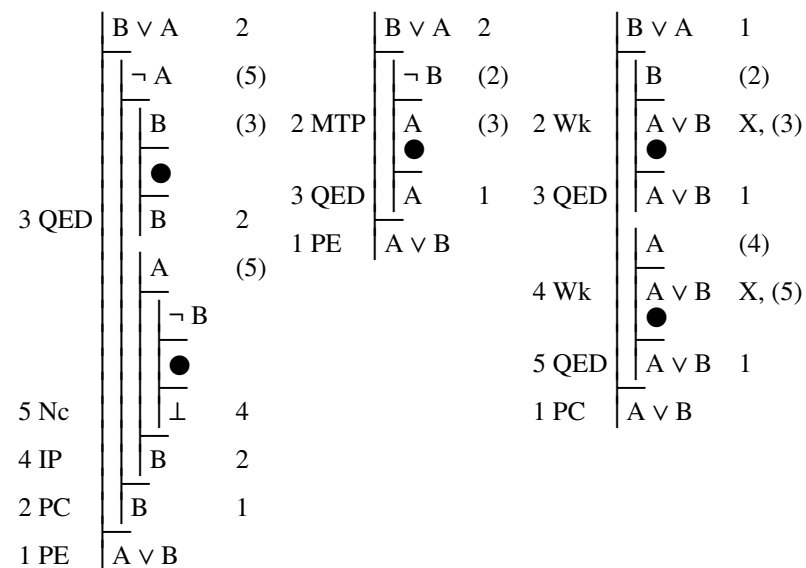 B ∨ A 2
¬ A (5)
B (3)
●
3 QED B 2
A (5)
¬ B
●
5 Nc ⊥ 4
4 IP B 2
2 PC B 1
1 PE A ∨ B
B ∨ A 2
¬ B (2)
2 MTP A (3)
●
3 QED A 1
1 PE A ∨ B
B ∨ A 1
B (2)
2 Wk A ∨ B X, (3)
●
3 QED A ∨ B 1
A (4)
4 Wk A ∨ B X, (5)
●
5 QED A ∨ B 1
1 PC A ∨ B